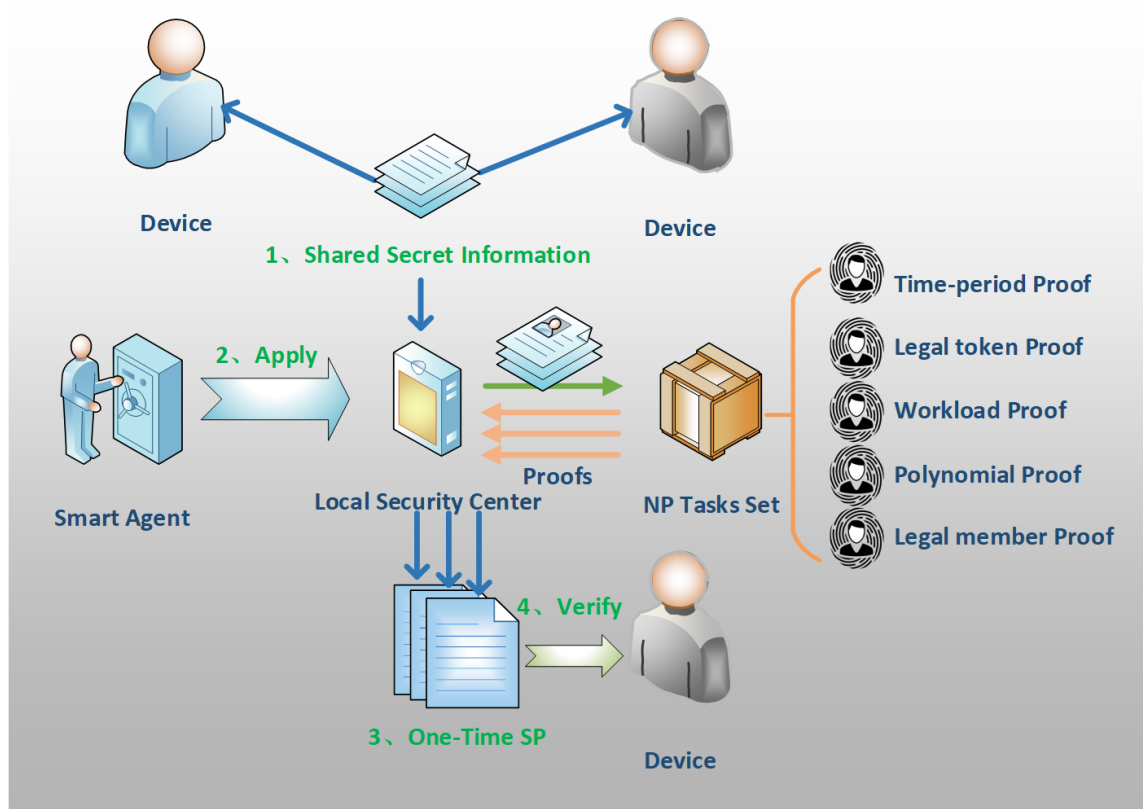 Device
Device
1、Shared Secret Information
Time-period Proof
2、Apply
Legal token Proof
Workload Proof
Proofs
Polynomial Proof
Local Security Center
NP Tasks Set
Smart Agent
Legal member Proof
4、Verify
3、One-Time SP
Device